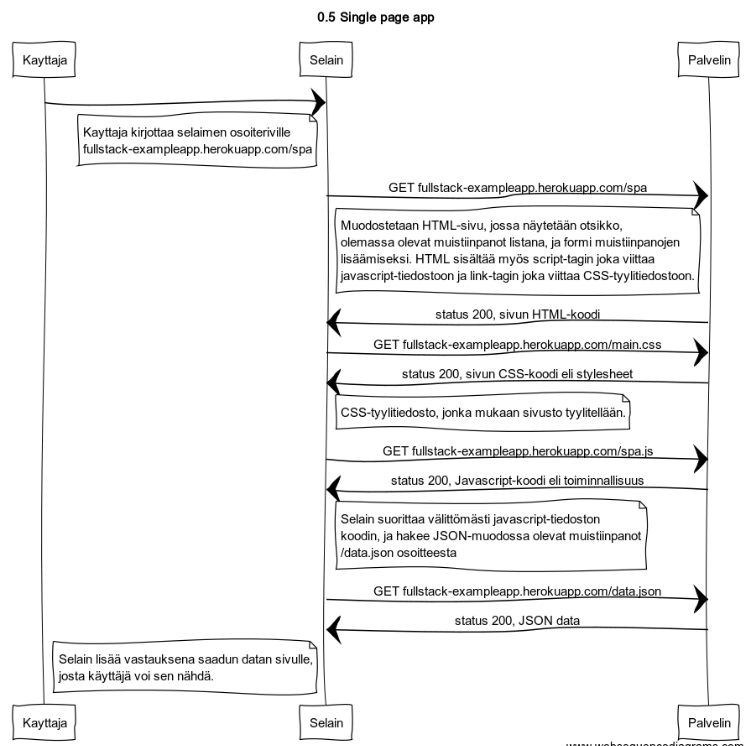 0.5 Single page app
Kayttaja
Selain
Palvelin
Kayttaja kirjottaa selaimen osoiteriville
fullstack-exampleapp.herokuapp.com/spa
GET fullstack-exampleapp.herokuapp.com/spa
Muodostetaan HTML-sivu, jossa näytetään otsikko,
olemassa olevat muistiinpanot listana, ja formi muistiinpanojen
lisäämiseksi. HTML sisältää myös script-tagin joka viittaa
javascript-tiedostoon ja link-tagin joka viittaa CSS-tyylitiedostoon.
status 200, sivun HTML-koodi
GET fullstack-exampleapp.herokuapp.com/main.css
status 200, sivun CSS-koodi eli stylesheet
CSS-tyylitiedosto, jonka mukaan sivusto tyylitellään.
GET fullstack-exampleapp.herokuapp.com/spa.js
status 200, Javascript-koodi eli toiminnallisuus
Selain suorittaa välittömästi javascript-tiedoston
koodin, ja hakee JSON-muodossa olevat muistiinpanot
/data.json osoitteesta
GET fullstack-exampleapp.herokuapp.com/data.json
status 200, JSON data
Selain lisää vastauksena saadun datan sivulle,
josta käyttäjä voi sen nähdä.
Kayttaja
Selain
Palvelin
www.websequencediagrams.com